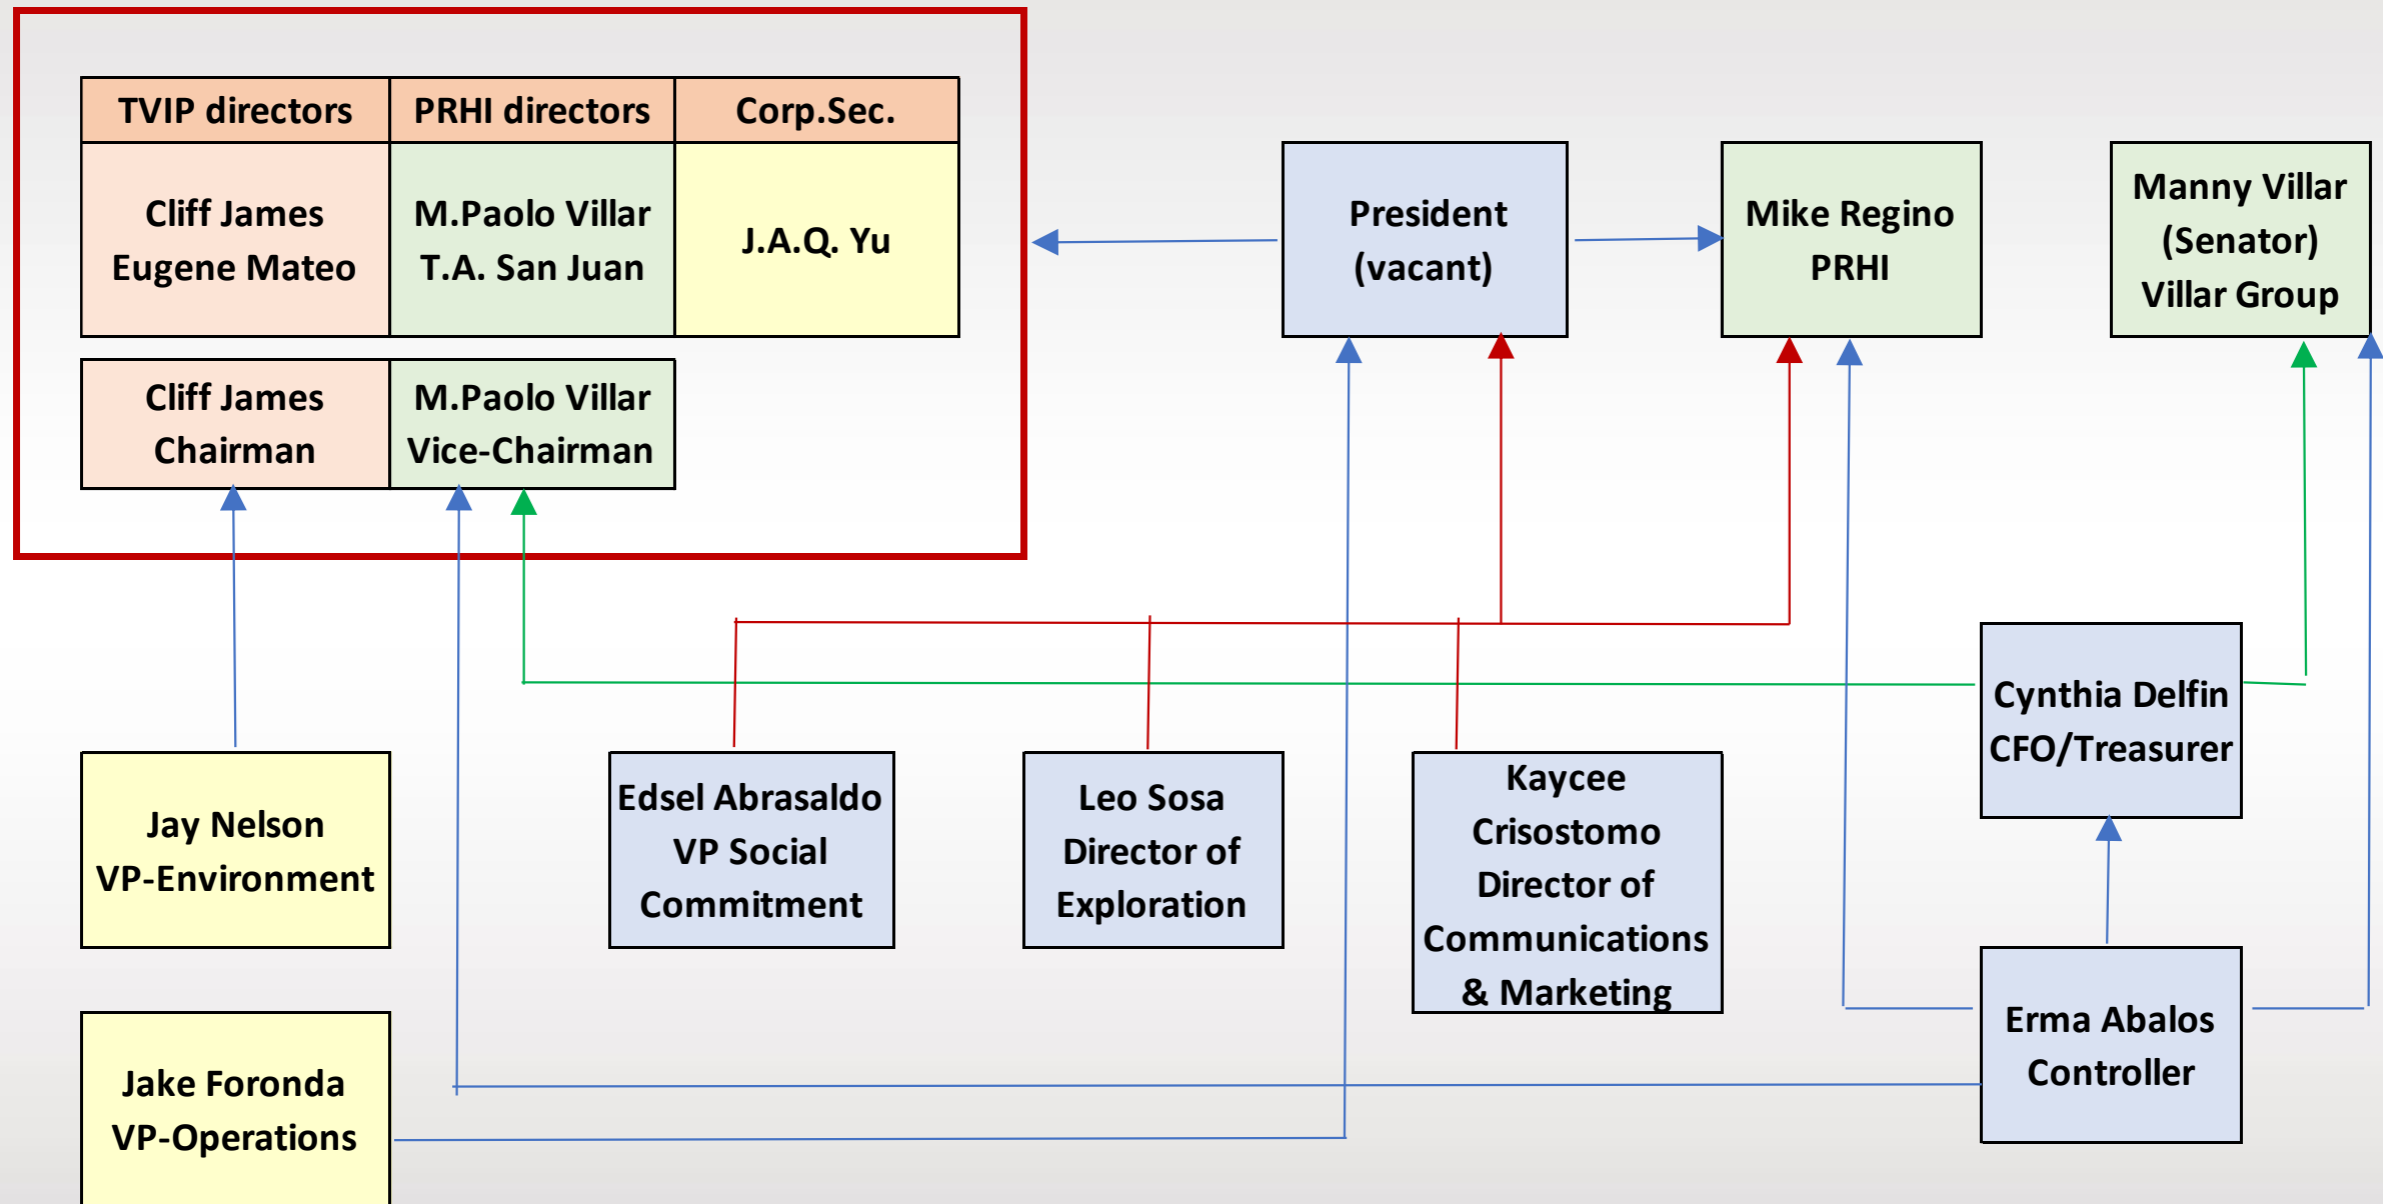 TVIP directors
PRHI directors
Corp.Sec.
Cliff James
Eugene Mateo
M.Paolo Villar
T.A. San Juan
J.A.Q. Yu
Cliff James
Chairman
M.Paolo Villar
Vice-Chairman
President
(vacant)
Mike Regino
PRHI
Manny Villar
(Senator)
Villar Group
Cynthia Delfin
CFO/Treasurer
Jay Nelson
VP-Environment
Edsel Abrasaldo
VP Social
Commitment
Leo Sosa
Director of
Exploration
Kaycee
Crisostomo
Director of
Communications
& Marketing
Erma Abalos
Controller
Jake Foronda
VP-Operations